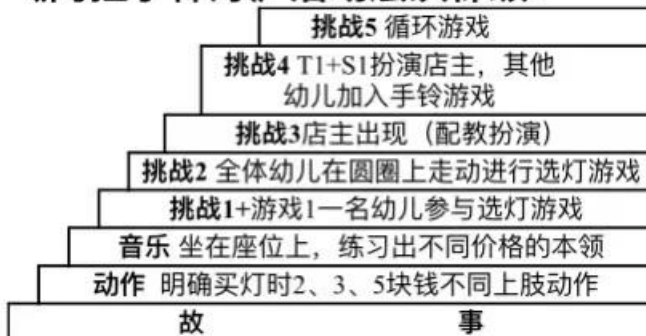 挑战5 循环游戏
挑战4 T1+S1扮演店主，其他
幼儿加入手铃游戏
挑战3店主出现（配教扮演）
挑战2 全体幼儿在圆圈上走动进行选灯游戏
挑战1+游戏1一名幼儿参与选灯游戏
音乐 坐在座位上，练习出不同价格的本领
动作 明确买灯时2、3、5块钱不同上肢动作
故 事